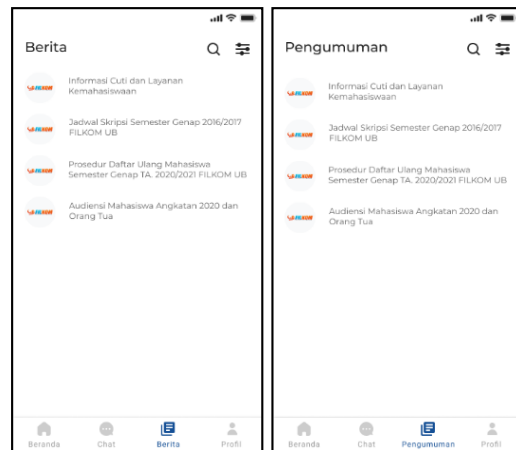 Berita
Informasi Cuti dan Layanan
Kemahasiswaan
Jadwal Skripsi Semester Genap 2016/2017
FILKOM UB
Prosedur Daftar Ulang Mahasiswa
Semester Genap TA. 2020/2021 FILKOM UB
Audiensi Mahasiswa Angkatan 2020 dan
Orang Tua
Beranda
Chat
Berita
Profil
Pengumuman
Informasi Cuti dan Layanan
Kemahasiswaan
Jadwal Skripsi Semester Genap 2016/2017
FILKOM UB
Prosedur Daftar Ulang Mahasiswa
Semester Genap TA. 2020/2021 FILKOM UB
Audiensi Mahasiswa Angkatan 2020 dan
Orang Tua
Beranda
Chat
Pengumuman
Profil